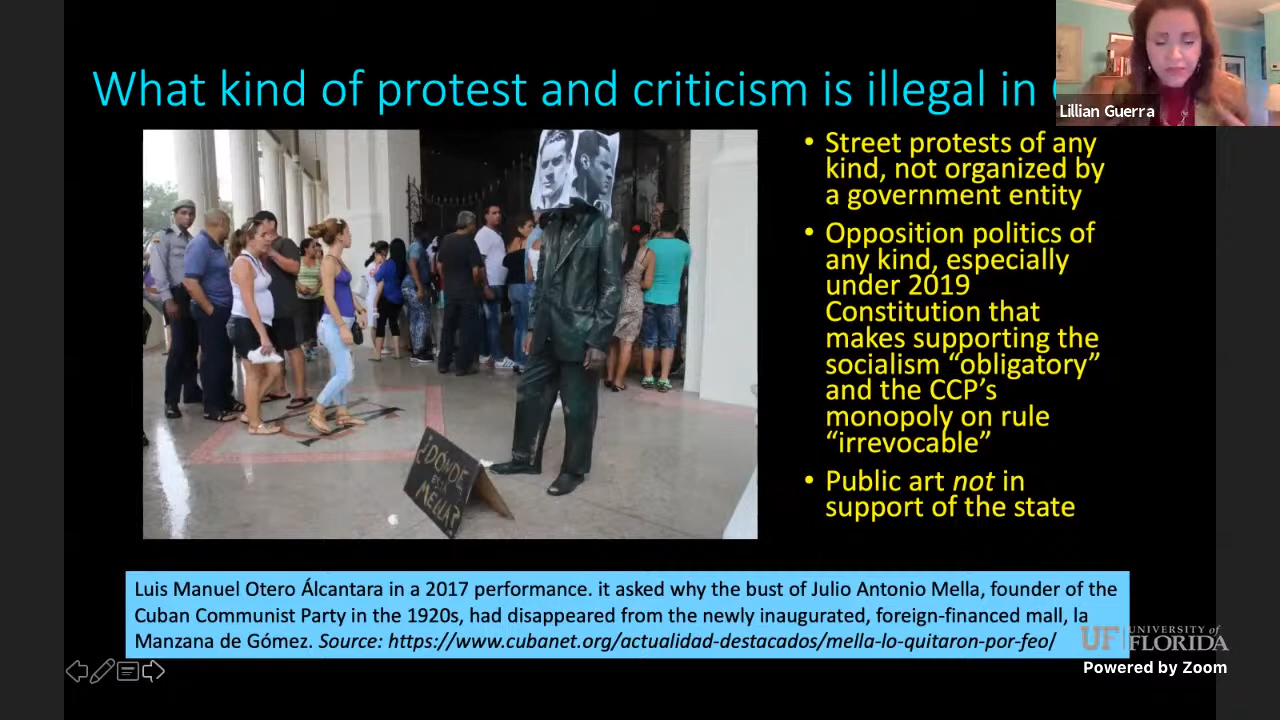 What kind of protest and criticism is illegal in
Lillian Guerra
• Street protests of any
kind, not organized by
a government entity
• Opposition politics of
any kind, especially
under 2019
Constitution that
makes supporting the
socialism “obligatory”
and the CCP’s
monopoly on rule
“irrevocable”
• Public art not in
support of the state
¿DÓNDE
ESTÁ
MELLA?
Luis Manuel Otero Álcantara in a 2017 performance. it asked why the bust of Julio Antonio Mella, founder of the
Cuban Communist Party in the 1920s, had disappeared from the newly inaugurated, foreign-financed mall, la
Manzana de Gómez. Source: https://www.cubanet.org/actualidad-destacados/mella-lo-quitaron-por-feo/
UF UNIVERSITY of
FLORIDA
Powered by Zoom